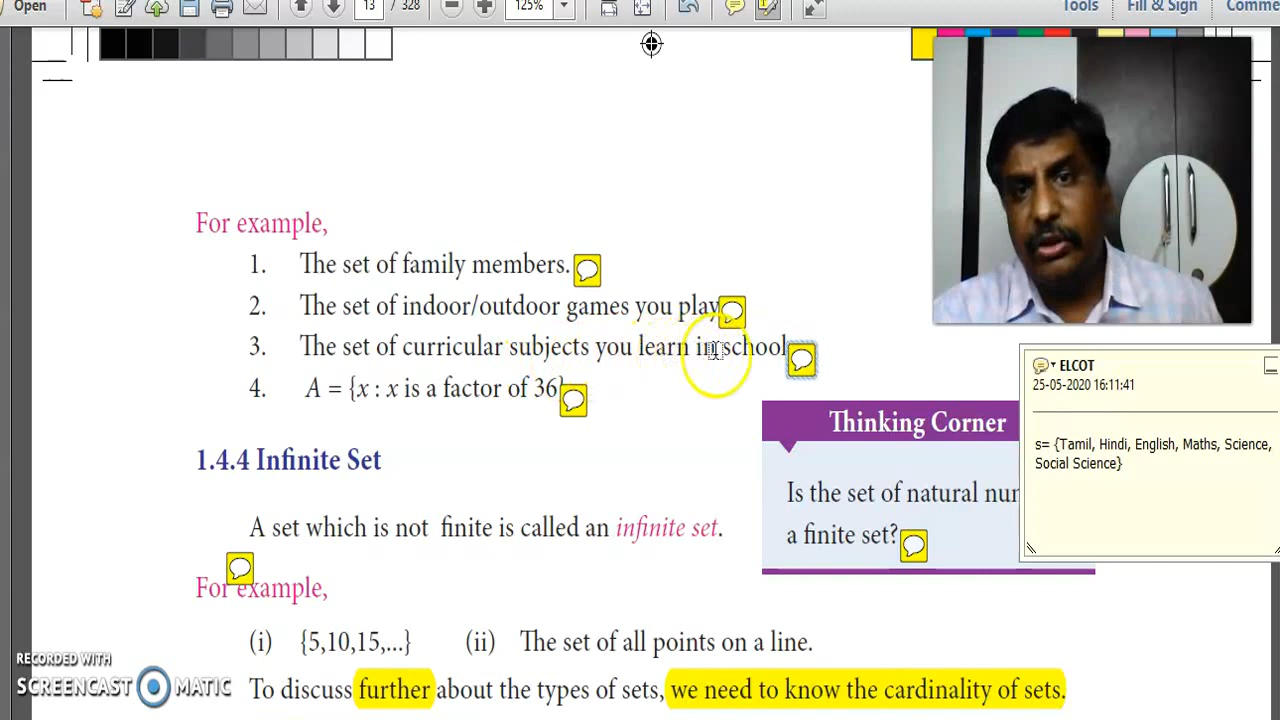 Open
13
/ 328
125%
Tools
Fill & Sign
For example,
1. The set of family members.
2. The set of indoor/outdoor games you play
3. The set of curricular subjects you learn in school
4. A = {x : x is a factor of 36}
ELCOT
25-05-2020 16:11:41
s= {Tamil, Hindi, English, Maths, Science,
Social Science}
Thinking Corner
Is the set of natural
a finite set?
1.4.4 Infinite Set
A set which is not finite is called an infinite set.
For example,
(i) {5,10,15,...} (ii) The set of all points on a line.
To discuss further about the types of sets, we need to know the cardinality of sets.
RECORDED WITH
SCREENCAST MATIC